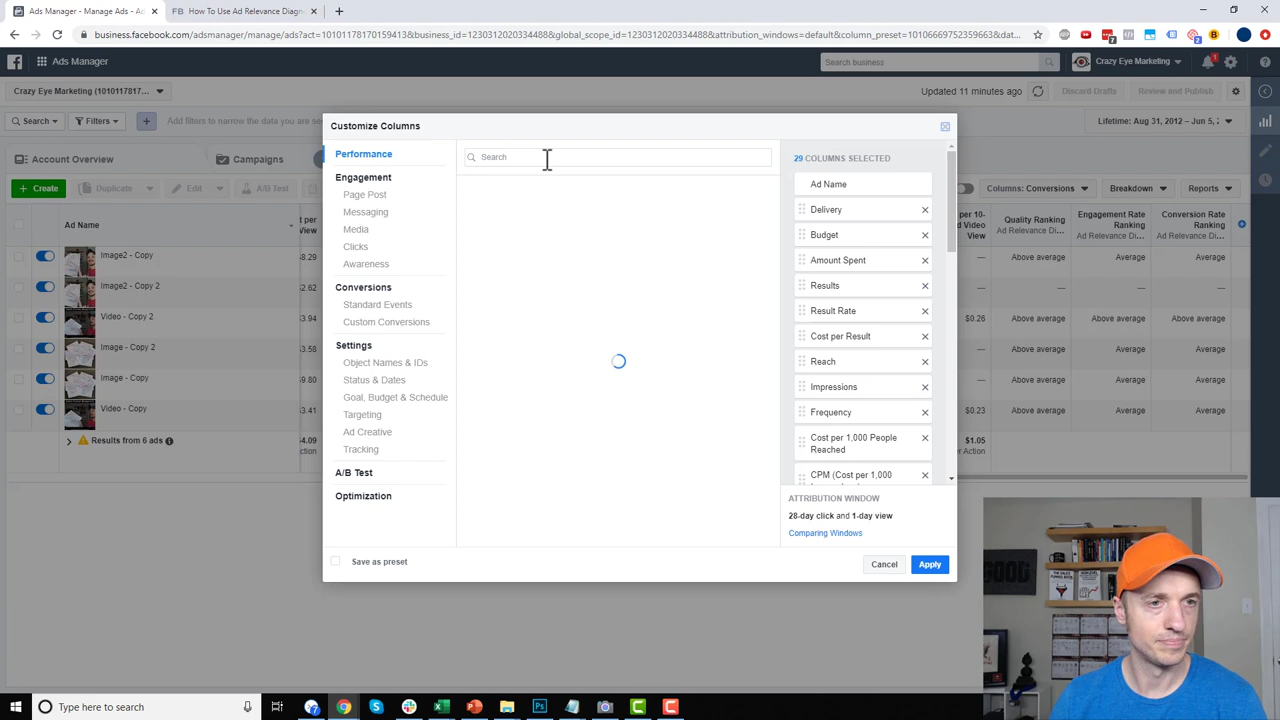 Ads Manager - Manage Ads - Ad
How To Use Ad Relevance Diagn
business.facebook.com/adsmanager/manage/ads?act=10101178170159413&business_id=1230312020334488&global_scope_id=1230312020334488&attribution_windows=default&column_preset=10106669752359663&dat...
Ads Manager
Search business
Crazy Eye Marketing
Crazy Eye Marketing (1010117817...
Updated 11 minutes ago
Discard Drafts
Review and Publish
Search
Filters
Add filters to narrow the data you are se
Lifetime: Aug 31, 2012 – Jun 5,
Account Overview
Campaigns
Create
Duplicate
Edit
A/B Test
Columns: Conversions
Breakdown
Reports
Ad Name
t per
Result
per 10-
d Video
View
Quality Ranking
Ad Relevance Di...
Engagement Rate
Ranking
Ad Relevance Di...
Conversion Rate
Ranking
Ad Relevance Di...
Image2 - Copy
$8.29
Above average
Average
Average
Image2 - Copy 2
$2.62
—
—
—
—
Video - Copy 2
$3.94
$0.26
Above average
Average
Average
Image - Copy 2
$3.58
—
Above average
Average
Average
Image - Copy
$9.80
—
Above average
Average
Average
Video - Copy
$3.41
$0.23
Above average
Average
Average
Results from 6 ads
$4.09
Action
$1.05
er Action
Customize Columns
Performance
Engagement
Page Post
Messaging
Media
Clicks
Awareness
Conversions
Standard Events
Custom Conversions
Settings
Object Names & IDs
Status & Dates
Goal, Budget & Schedule
Targeting
Ad Creative
Tracking
A/B Test
Optimization
Search
29 COLUMNS SELECTED
Ad Name
Delivery
Budget
Amount Spent
Results
Result Rate
Cost per Result
Reach
Impressions
Frequency
Cost per 1,000 People
Reached
CPM (Cost per 1,000
ATTRIBUTION WINDOW
28-day click and 1-day view
Comparing Windows
Save as preset
Cancel
Apply
Type here to search